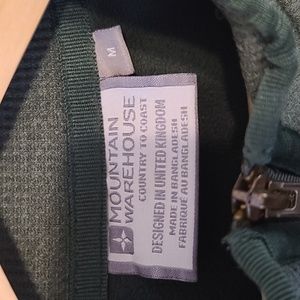 M
MOUNTAIN
WAREHOUSE
COUNTRY TO COAST
DESIGNED IN UNITED KINGDOM
MADE IN BANGLADESH
FABRIQUE AU BANGLADESH